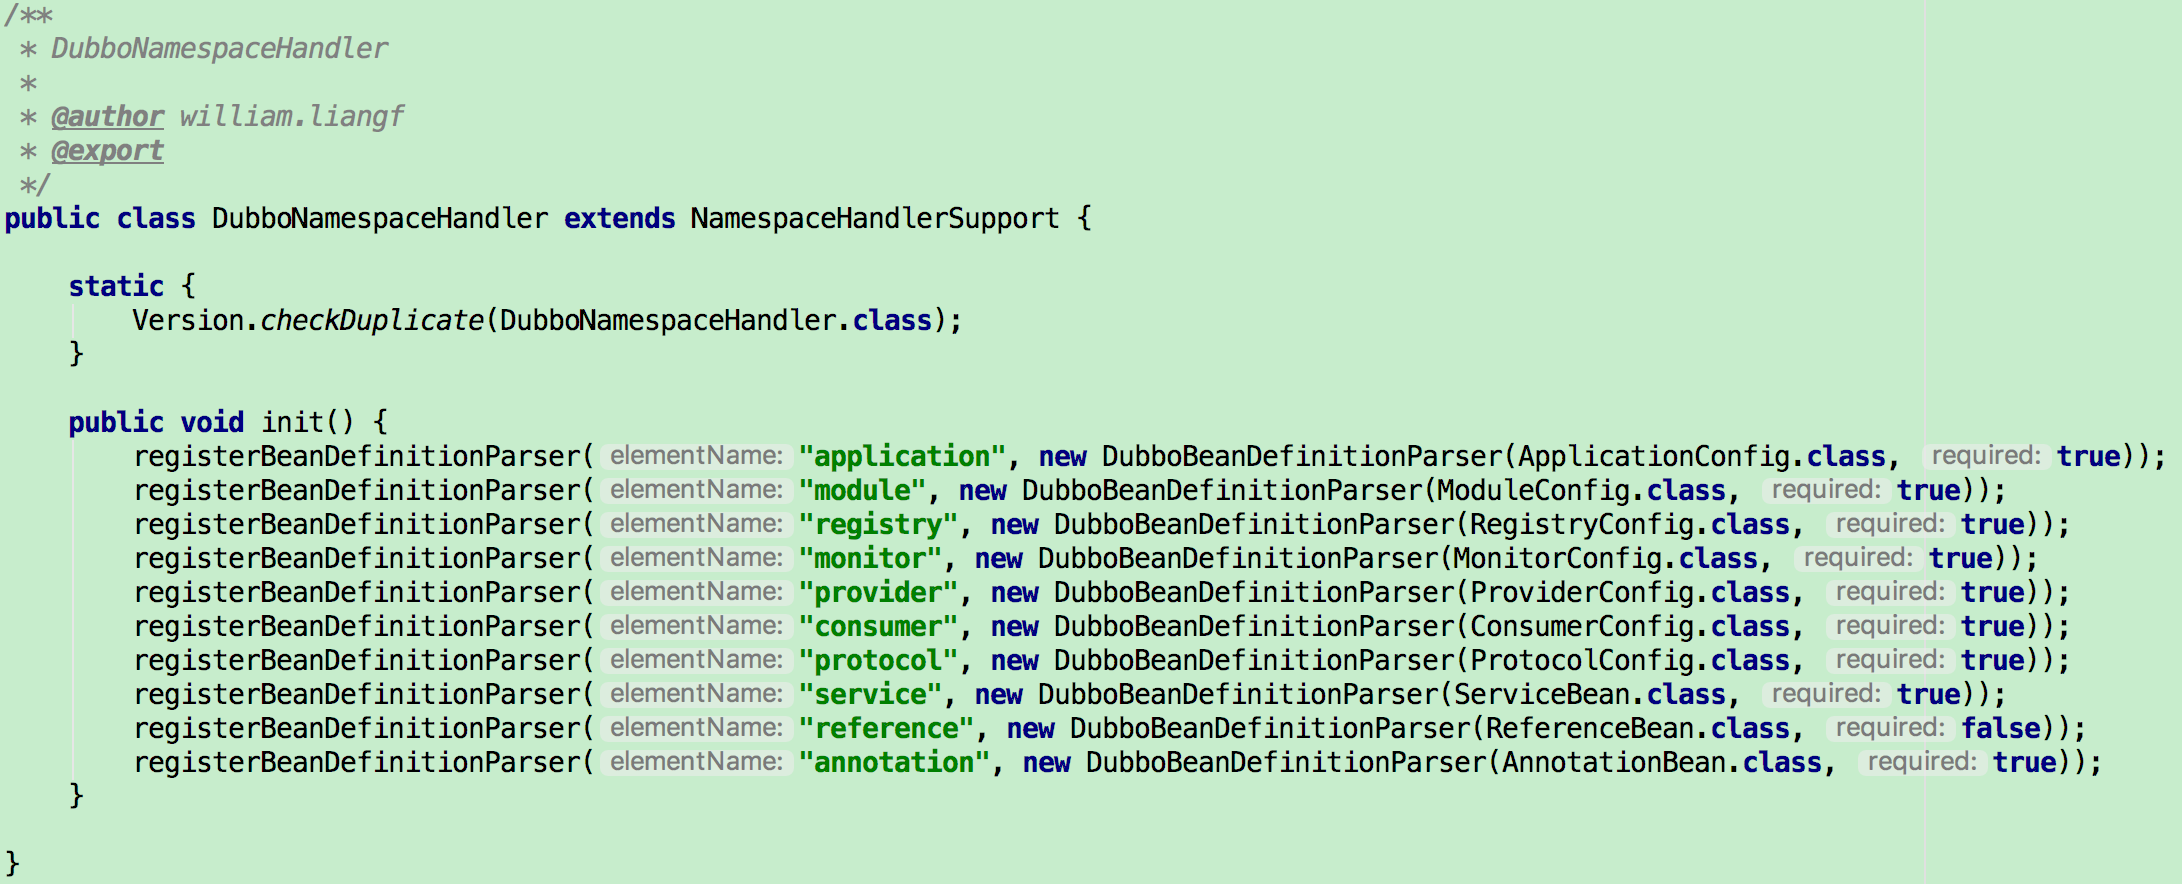 /**
 * DubboNamespaceHandler
 *
 * @author william.liangf
 * @export
 */
public class DubboNamespaceHandler extends NamespaceHandlerSupport {
    static {
        Version.checkDuplicate(DubboNamespaceHandler.class);
    }
    public void init() {
        registerBeanDefinitionParser( elementName: "application", new DubboBeanDefinitionParser(ApplicationConfig.class, required: true));
        registerBeanDefinitionParser( elementName: "module", new DubboBeanDefinitionParser(ModuleConfig.class, required: true));
        registerBeanDefinitionParser( elementName: "registry", new DubboBeanDefinitionParser(RegistryConfig.class, required: true));
        registerBeanDefinitionParser( elementName: "monitor", new DubboBeanDefinitionParser(MonitorConfig.class, required: true));
        registerBeanDefinitionParser( elementName: "provider", new DubboBeanDefinitionParser(ProviderConfig.class, required: true));
        registerBeanDefinitionParser( elementName: "consumer", new DubboBeanDefinitionParser(ConsumerConfig.class, required: true));
        registerBeanDefinitionParser( elementName: "protocol", new DubboBeanDefinitionParser(ProtocolConfig.class, required: true));
        registerBeanDefinitionParser( elementName: "service", new DubboBeanDefinitionParser(ServiceBean.class, required: true));
        registerBeanDefinitionParser( elementName: "reference", new DubboBeanDefinitionParser(ReferenceBean.class, required: false));
        registerBeanDefinitionParser( elementName: "annotation", new DubboBeanDefinitionParser(AnnotationBean.class, required: true));
    }
}